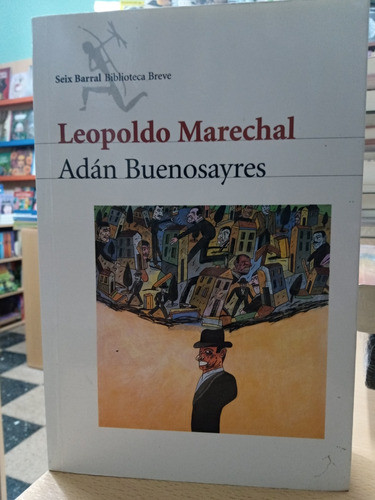 Seix Barral Biblioteca Breve
Leopoldo Marechal
Adán Buenosayres